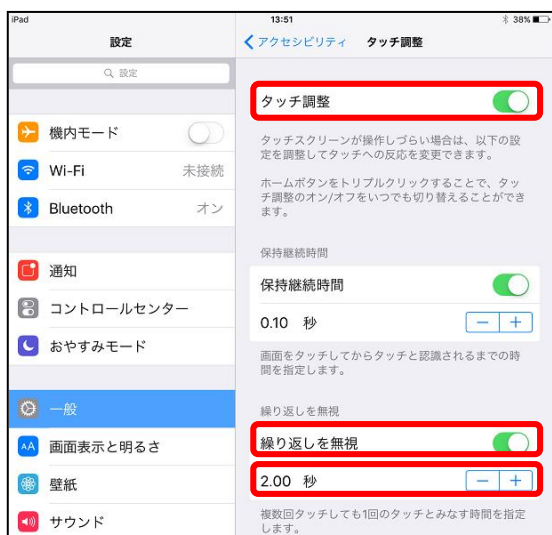 iPad
13:51
38%
設定
アクセシビリティ
タッチ調整
設定
機内モード
Wi-Fi
未接続
Bluetooth
オン
通知
コントロールセンター
おやすみモード
一般
AA
画面表示と明るさ
壁紙
サウンド
タッチ調整
タッチスクリーンが操作しづらい場合は、以下の設
定を調整してタッチへの反応を変更できます。
ホームボタンをトリプルクリックすることで、タッ
チ調整のオン/オフをいつでも切り替えることができ
ます。
保持継続時間
保持継続時間
0.10 秒
− +
画面をタッチしてからタッチと認識されるまでの時
間を指定します。
繰り返しを無視
繰り返しを無視
2.00 秒
− +
複数回タッチしても1回のタッチとみなす時間を指定
します。